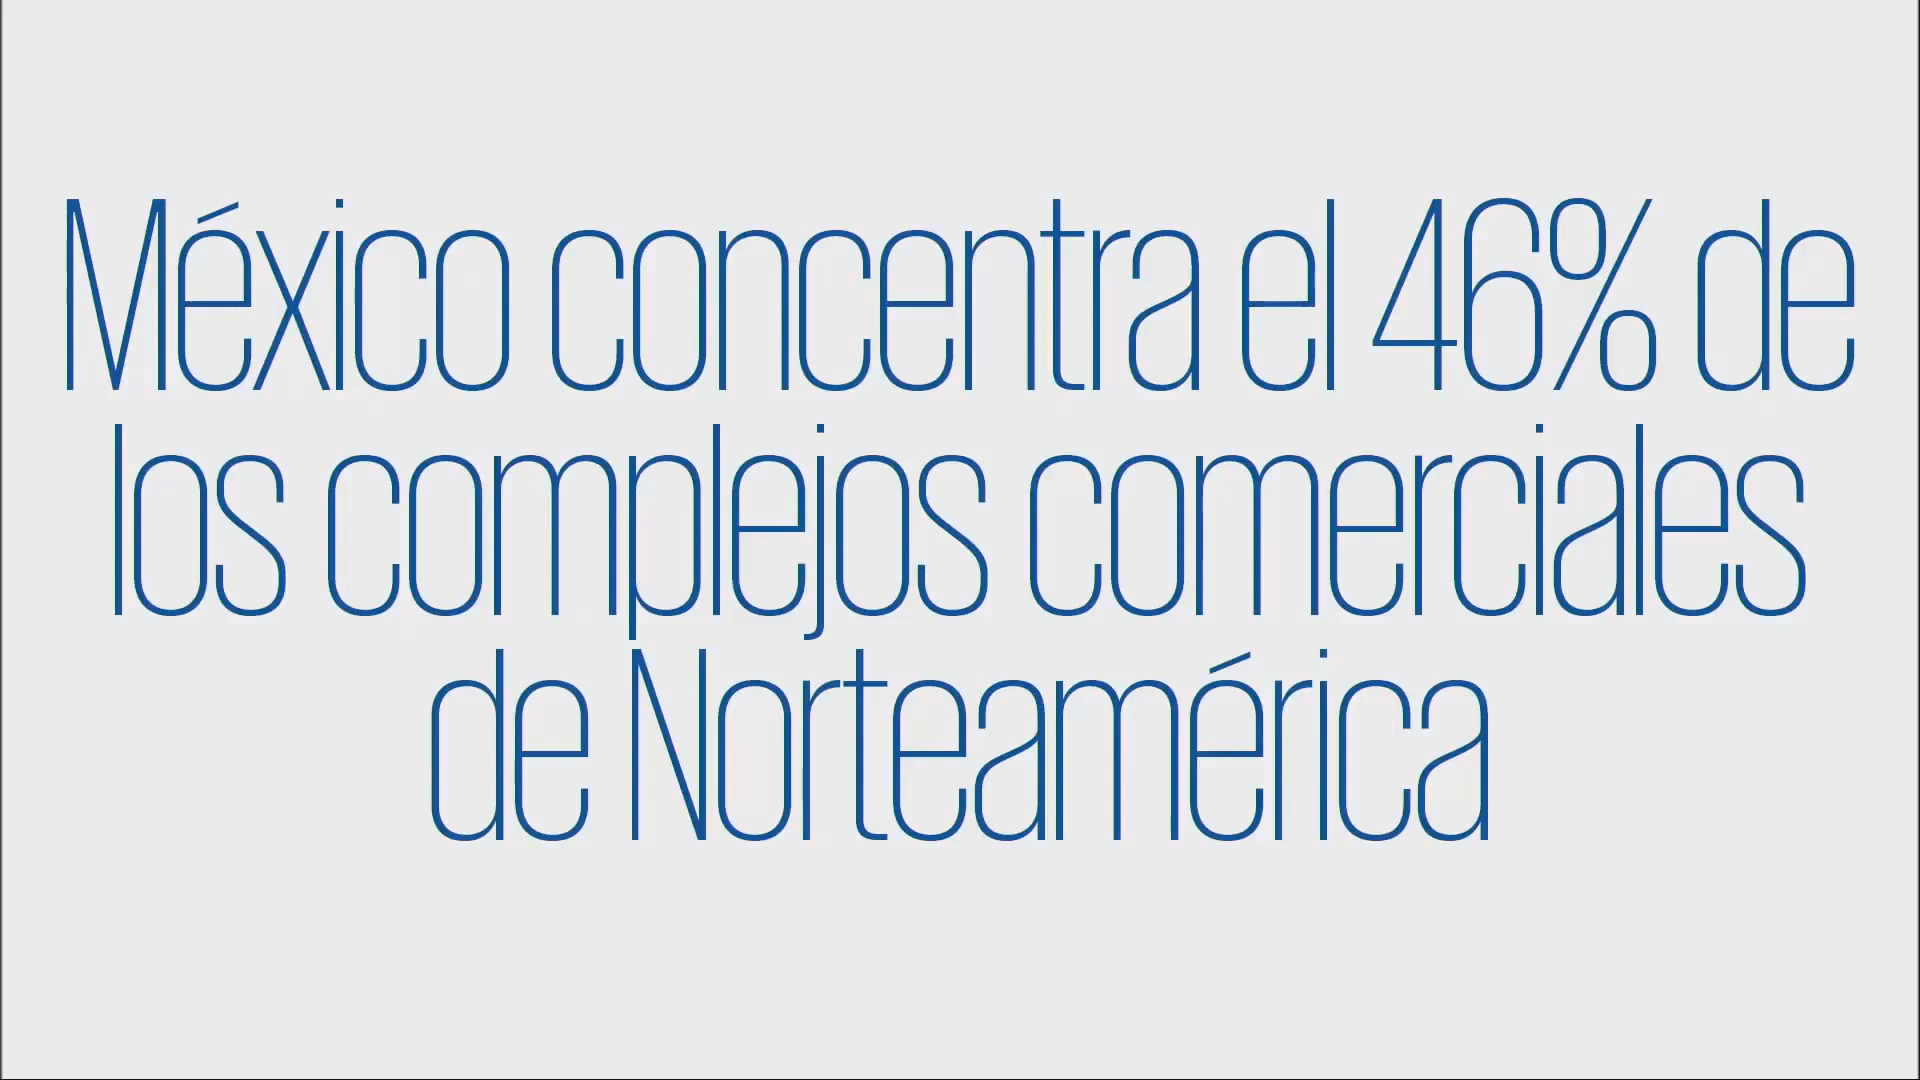 México concentra el 46% de
los complejos comerciales
de Norteamérica